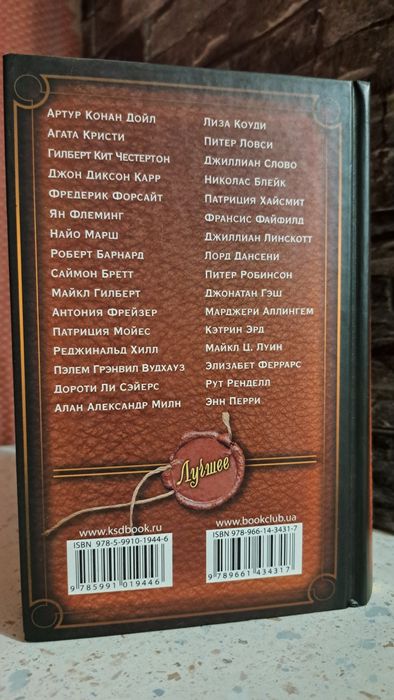 Артур Конан Дойл
Агата Кристи
Гилберт Кит Честертон
Джон Диксон Карр
Фредерик Форсайт
Ян Флеминг
Найо Марш
Роберт Барнард
Саймон Бретт
Майкл Гилберт
Антония Фрейзер
Патриция Мойес
Реджинальд Хилл
Пэлем Грэнвил Вудхауз
Дороти Ли Сэйерс
Алан Александр Милн
Лиза Коуди
Питер Ловси
Джиллиан Слово
Николас Блейк
Патриция Хайсмит
Франсис Файфилд
Джиллиан Линскотт
Лорд Дансени
Питер Робинсон
Джонатан Гэш
Марджери Аллингем
Кэтрин Эрд
Майкл Ц. Луин
Элизабет Феррарс
Рут Ренделл
Энн Перри
Лучшее
www.ksdbook.ru
ISBN 978-5-9910-1944-6
9 785991 019446
www.bookclub.ua
ISBN 978-966-14-3431-7
9 789661 434317